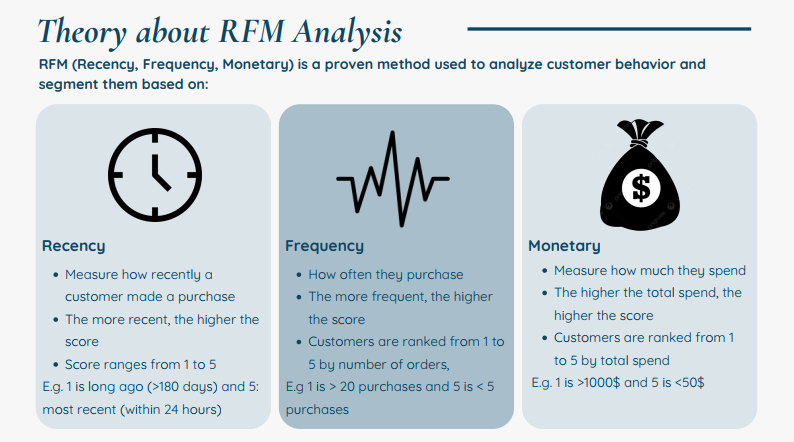 Theory about RFM Analysis
RFM (Recency, Frequency, Monetary) is a proven method used to analyze customer behavior and
segment them based on:
Recency
• Measure how recently a
customer made a purchase
• The more recent, the higher the
score
• Score ranges from 1 to 5
E.g. 1 is long ago (>180 days) and 5:
most recent (within 24 hours)
Frequency
• How often they purchase
• The more frequent, the higher
the score
• Customers are ranked from 1 to
5 by number of orders,
E.g 1 is > 20 purchases and 5 is < 5
purchases
$
Monetary
• Measure how much they spend
• The higher the total spend, the
higher the score
• Customers are ranked from 1
to 5 by total spend
E.g. 1 is >1000$ and 5 is <50$